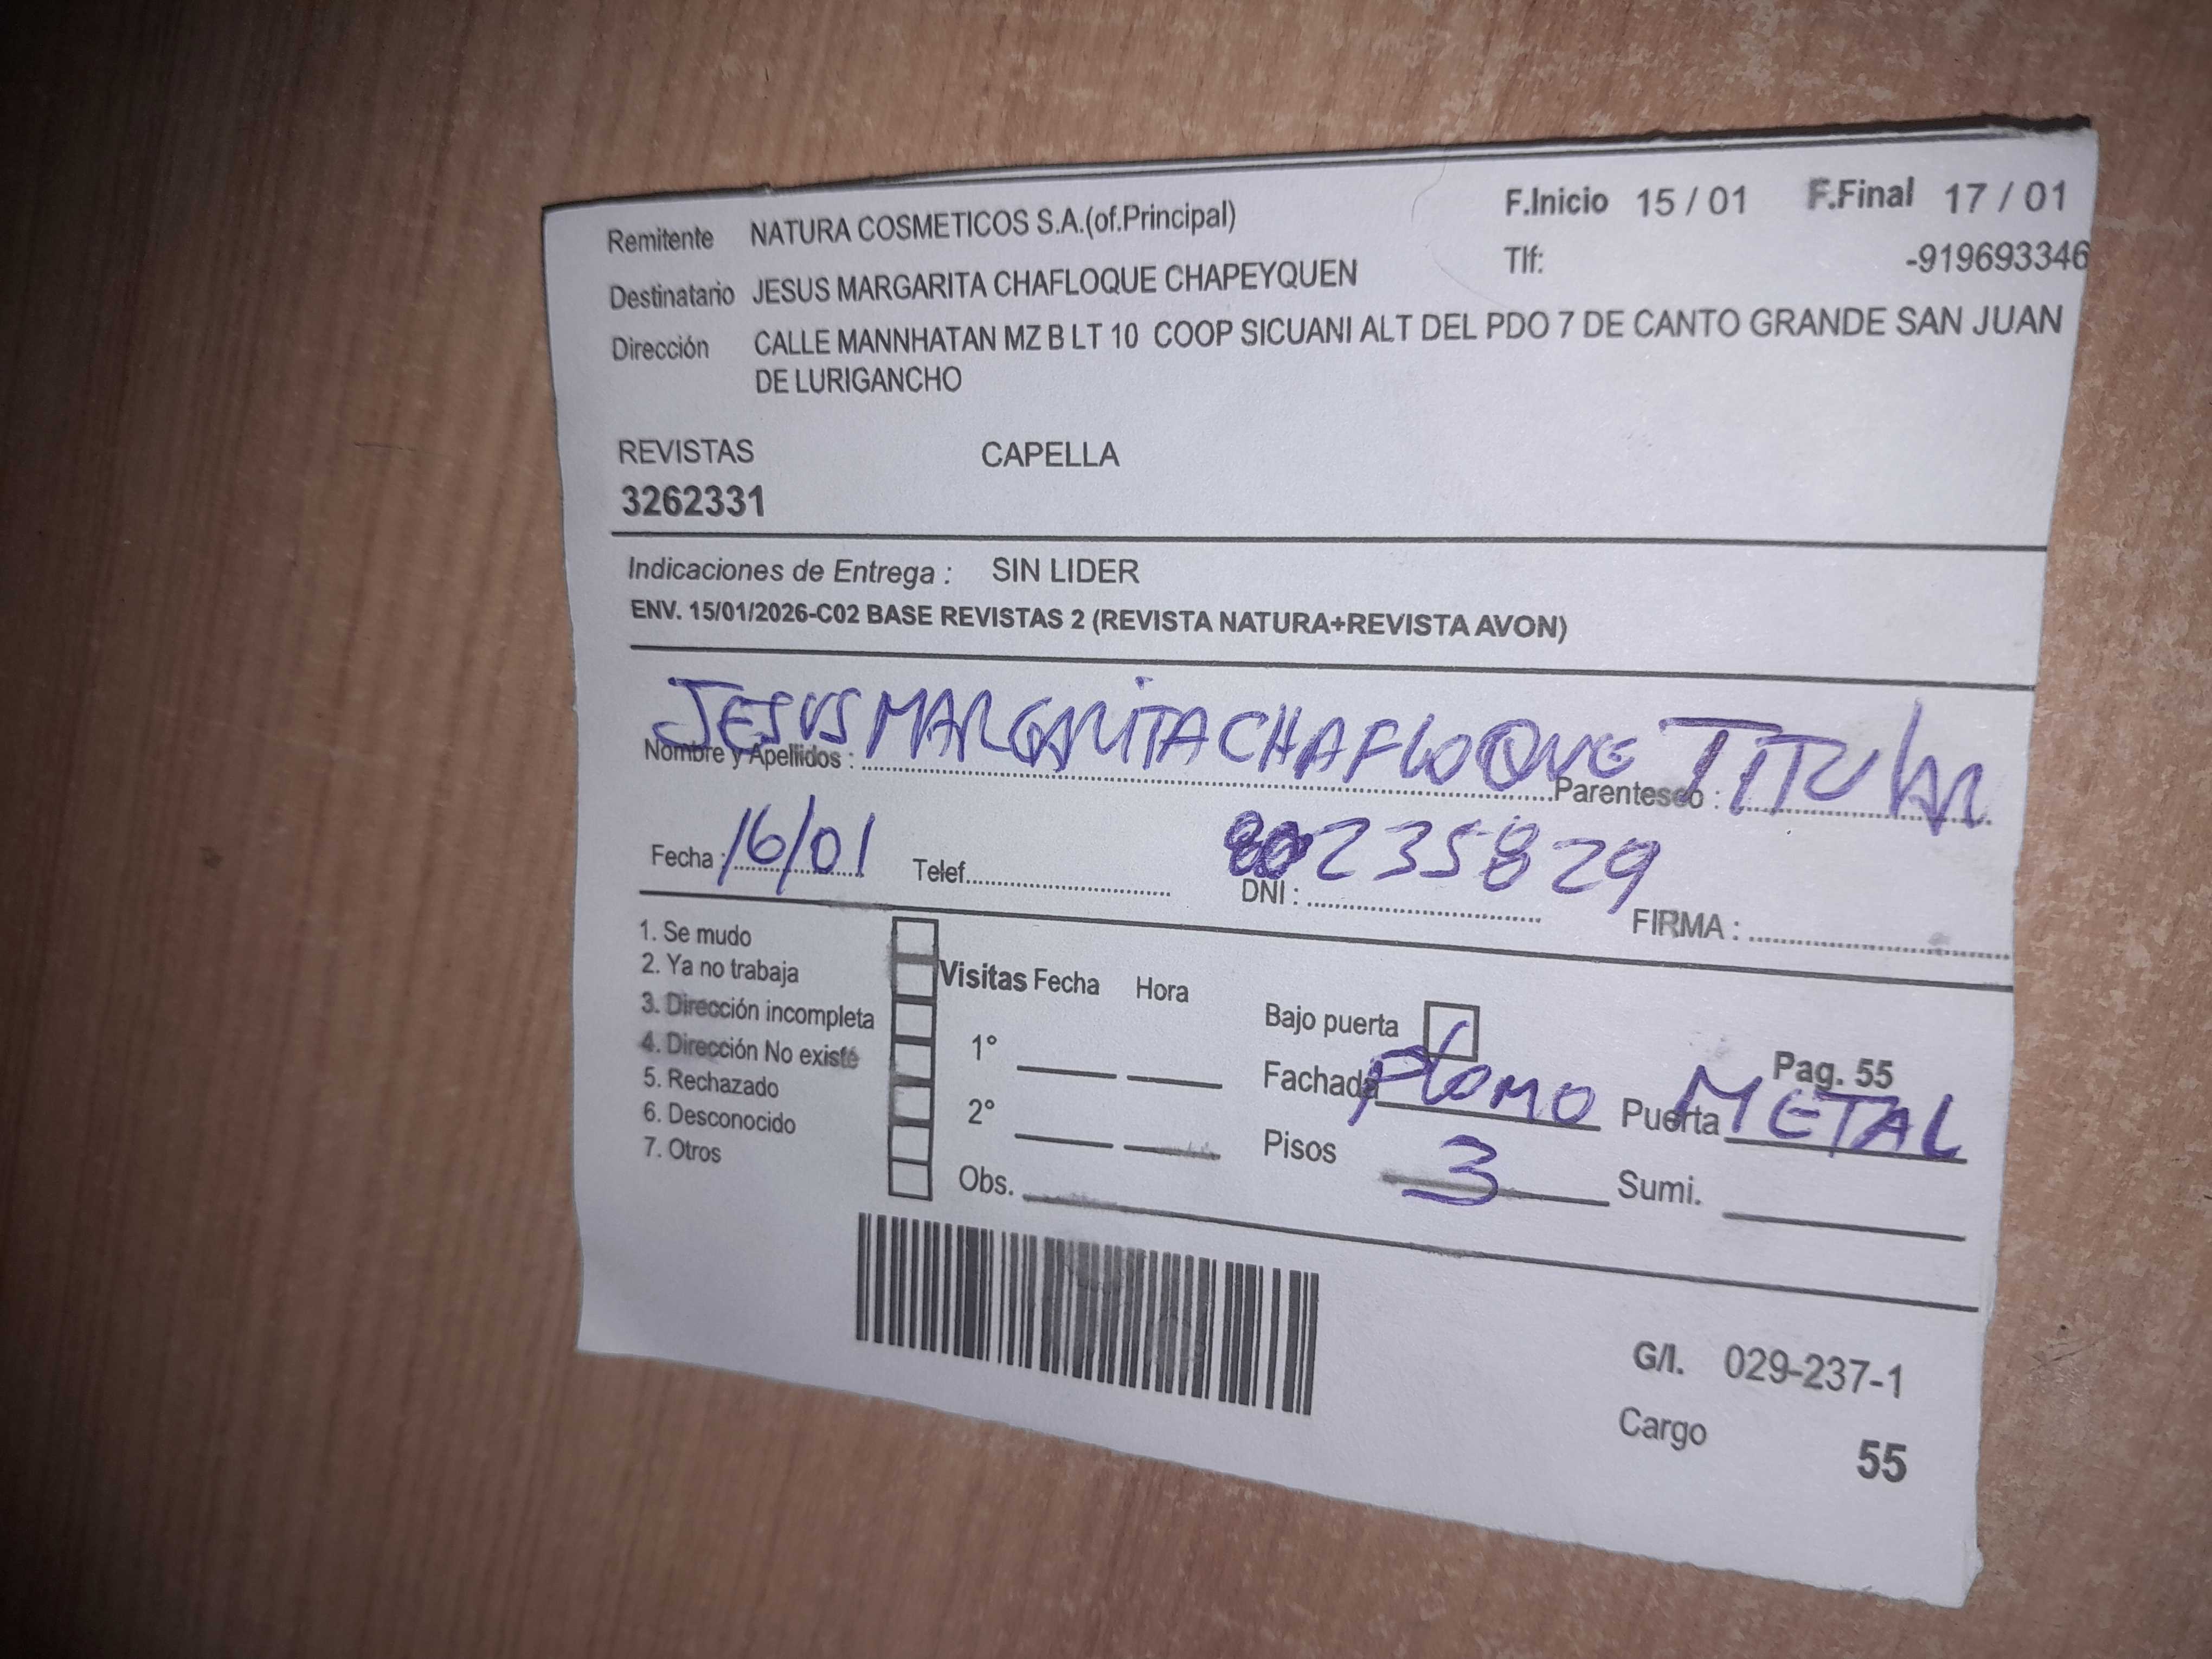 Remitente NATURA COSMETICOS S.A.(of.Principal) F.Inicio 15 / 01 F.Final 17 / 01
Tlf: -919693346
Destinatario JESUS MARGARITA CHAFLOQUE CHAPEYQUEN
Dirección CALLE MANNHATAN MZ B LT 10 COOP SICUANI ALT DEL PDO 7 DE CANTO GRANDE SAN JUAN
DE LURIGANCHO
REVISTAS CAPELLA
3262331
Indicaciones de Entrega : SIN LIDER
ENV. 15/01/2026-C02 BASE REVISTAS 2 (REVISTA NATURA+REVISTA AVON)
Nombre y Apellidos : JESUS MARGARITA CHAFLOQUE Parentesco : TITULAR
Fecha : 16/01 Telef. DNI : 80235829 FIRMA :
1. Se mudo
2. Ya no trabaja
3. Dirección incompleta
4. Dirección No existe
5. Rechazado
6. Desconocido
7. Otros
Visitas Fecha Hora
1°
2°
Obs.
Bajo puerta
Pag. 55
Fachada PLOMO Puerta METAL
Pisos 3 Sumi.
G/I. 029-237-1
Cargo 55